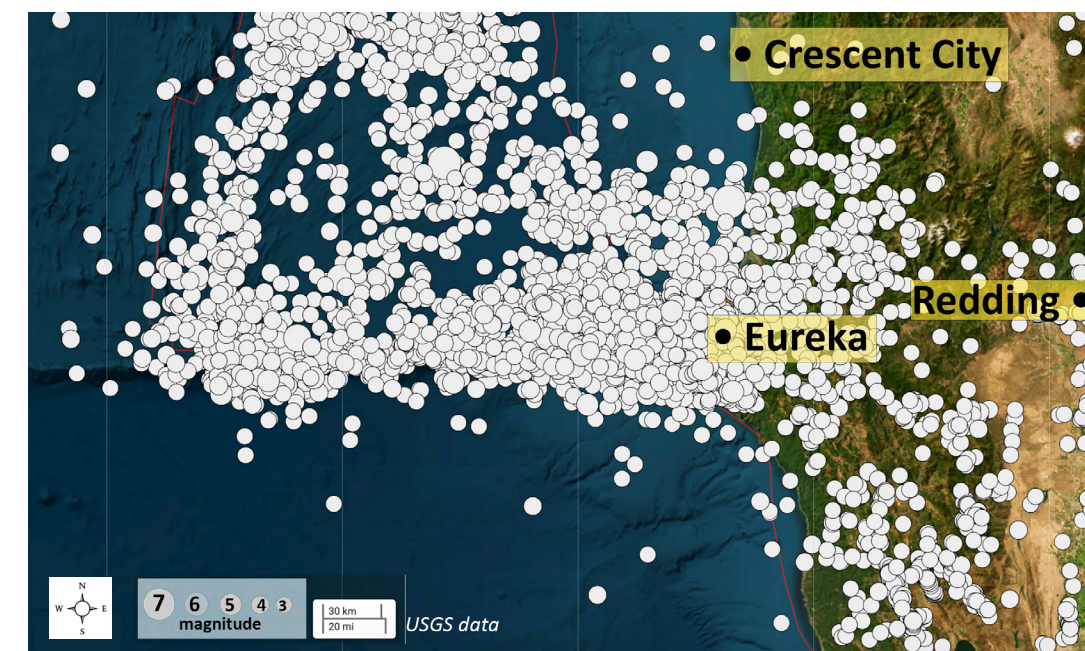 • Crescent City
Redding •
• Eureka
N
W E
S
7 6 5 4 3
magnitude
30 km
20 mi
USGS data